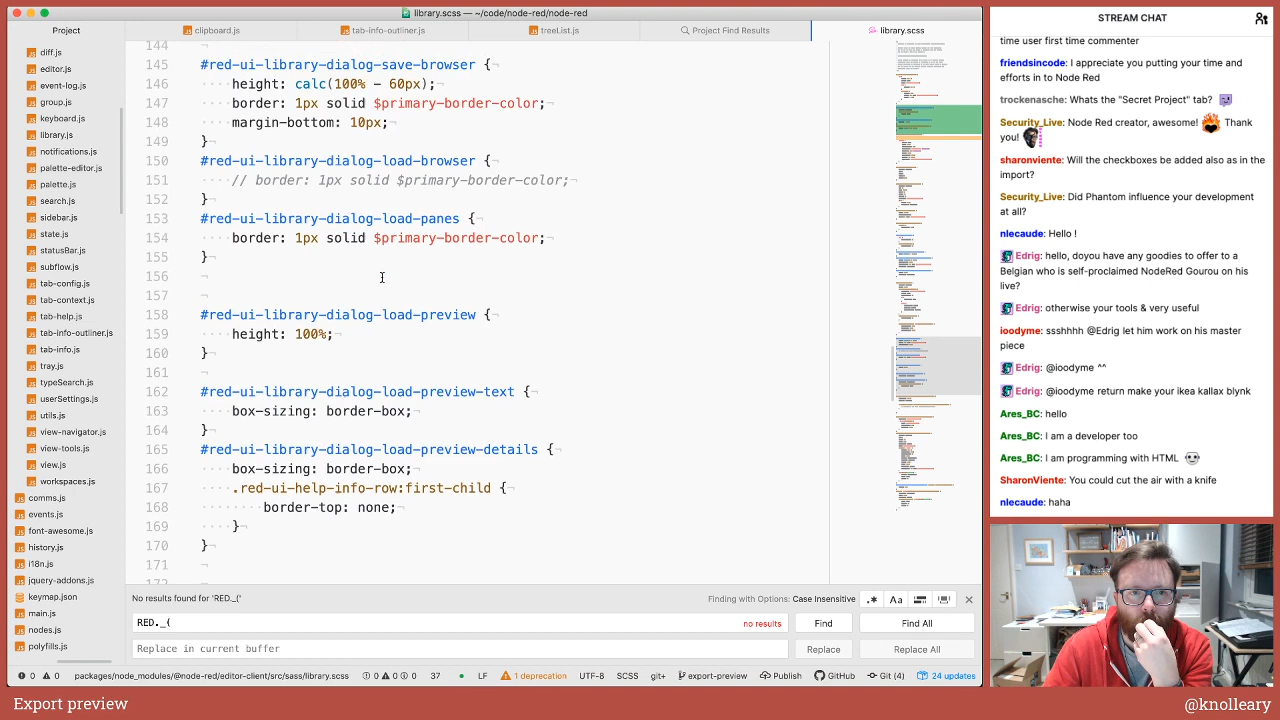 library.scss — ~/code/node-red/node-red
Project
clipboard.js
tab-info-outliner.js
treeList.js
Project Find Results
library.scss
diff.js
event-log.js
group.js
keyboard.js
library.js
notifications.js
palette-editor.js
palette.js
search.js
sidebar.js
state.js
statusBar.js
subflow.js
tab-config.js
tab-context.js
tab-help.js
tab-info-outliner.js
tab-info.js
touch
tray.js
typeSearch.js
userSettings.js
utils.js
view-navigator.js
view-tools.js
view.js
workspaces.js
comms.js
events.js
font-awesome.js
history.js
i18n.js
jquery-addons.js
keymap.json
main.js
nodes.js
polyfills.js
144
145 #red-ui-library-dialog-save-browser {
146 height: calc(100% - px);
147 border: 1px solid $primary-border-color;
148 margin-bottom: 10px;
149 }
150 #red-ui-library-dialog-load-browser {
151 // border: 1px solid $primary-border-color;
152 }
153 #red-ui-library-dialog-load-panes {
154 border: 1px solid $primary-border-color;
155 }
156
157
158 #red-ui-library-dialog-load-preview {
159 height: 100%;
160 }
161
162 #red-ui-library-dialog-load-preview-text {
163 box-sizing: border-box;
164 }
165 #red-ui-library-dialog-load-preview-details {
166 box-sizing: border-box;
167 .red-ui-help-info-row:first-child {
168 border-top: none;
169 }
170 }
171
172
No results found for 'RED._('
Finding with Options: Case Insensitive
.*
Aa
RED._(
no results
Find
Find All
Replace in current buffer
Replace
Replace All
0
0
packages/node_modules/@node-red/editor-client/src/sass/library.scss
0
0
0
37
LF
1 deprecation
UTF-8
SCSS
git+
export-preview
Publish
GitHub
Git (4)
24 updates
STREAM CHAT
time user first time commenter
friendsincode: I appreciate you putting your time and
efforts in to Node Red
trockenasche: Whats the "Secret Project" tab?
Security_Live: Node Red creator, awesome! Thank
you!
sharonviente: Will the checkboxes beadded also as in the
import?
Security_Live: Did Phantom influence your development
at all?
nlecaude: Hello !
Edrig: hello, do you have any goodies to offer to a
Belgian who is self-proclaimed Nodered Gourou on his
live?
Edrig: otherwise your tools & very useful
ioodyme: ssshhhh@Edrig let him work on his master
piece
Edrig: @ioodyme ^^
Edrig: @ioodyme return make your ikea kallax blynk
Ares_BC: hello
Ares_BC: I am a developer too
Ares_BC: I am programming with HTML
SharonViente: You could cut the air with a knife
nlecaude: haha
Export preview
@knolleary